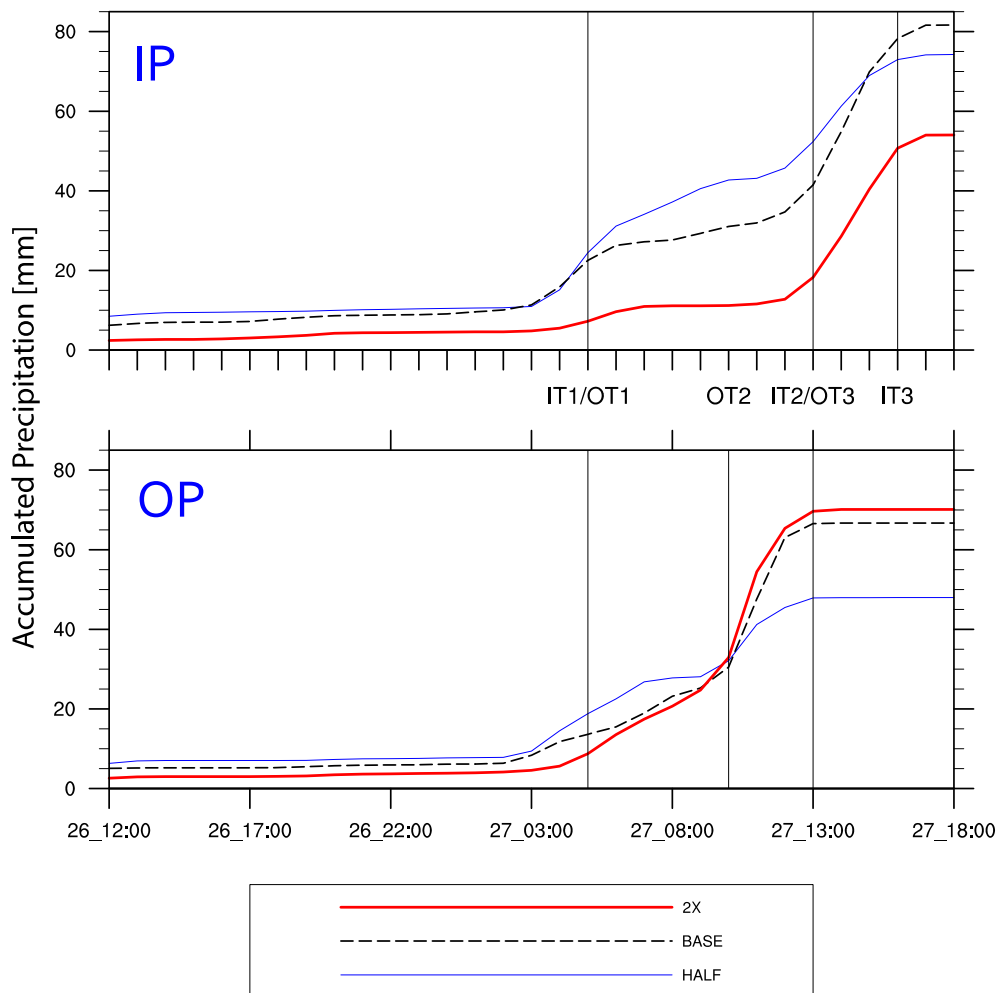 IP
80
60
40
20
0
IT1/OT1 OT2 IT2/OT3 IT3
Accumulated Precipitation [mm]
OP
80
60
40
20
0
26_12:00 26_17:00 26_22:00 27_03:00 27_08:00 27_13:00 27_18:00
2X
BASE
HALF